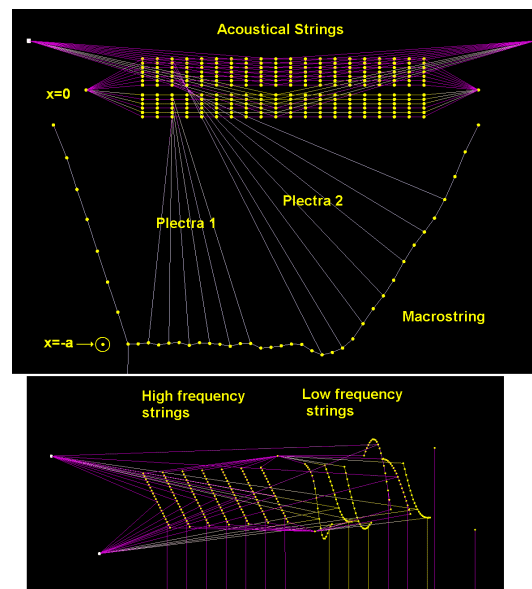 Acoustical Strings
x=0
Plectra 1
Plectra 2
Macrostring
x=-a→
High frequency
strings
Low frequency
strings